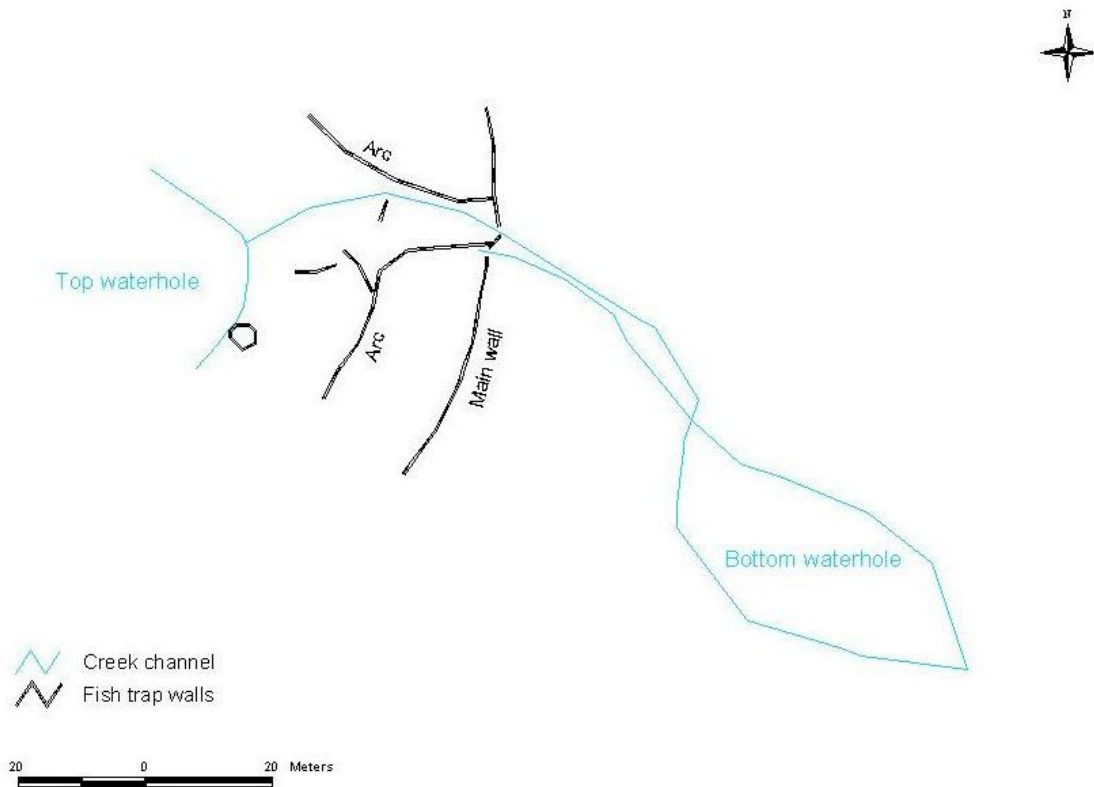 N
Arc
Top waterhole
Arc
Main wall
Bottom waterhole
Creek channel
Fish trap walls
20 0 20 Meters